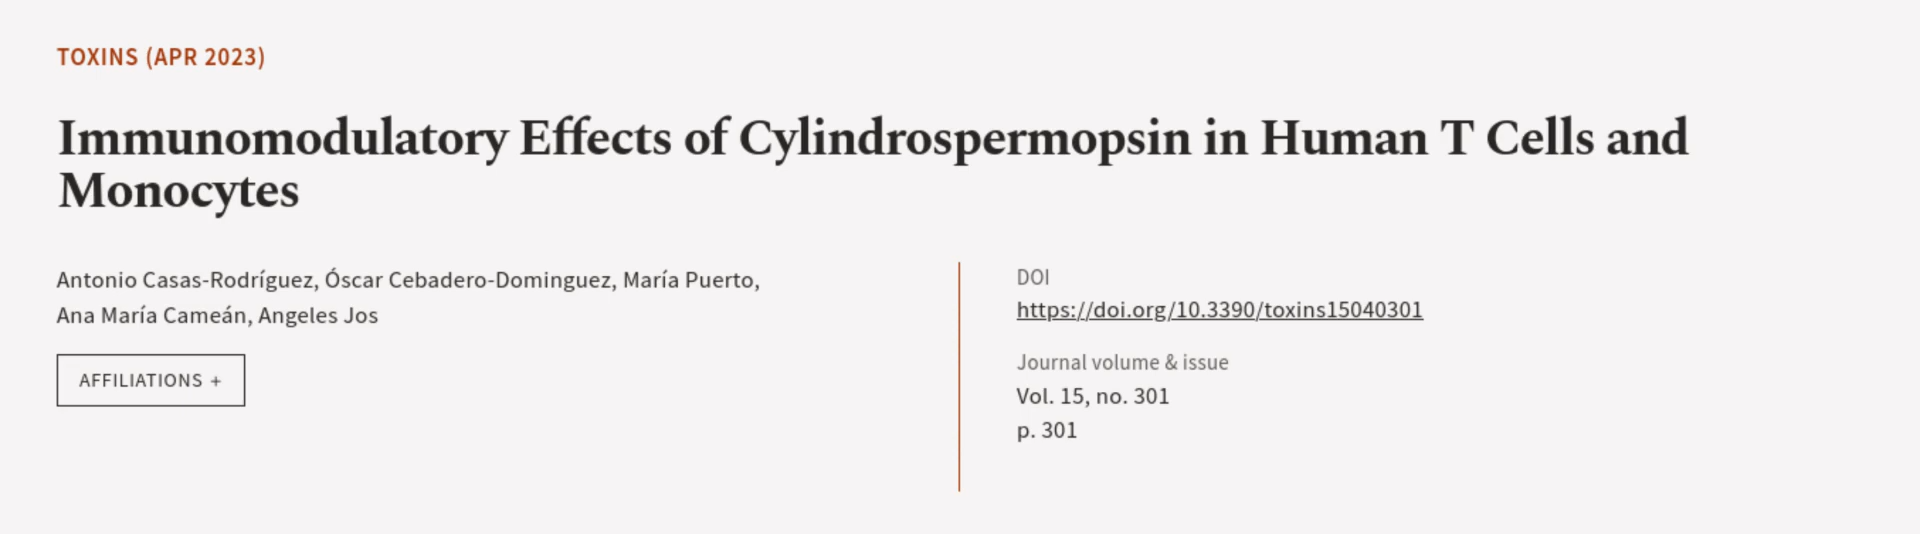 TOXINS (APR 2023)
Immunomodulatory Effects of Cylindrospermopsin in Human T Cells and
Monocytes
Antonio Casas-Rodríguez, Óscar Cebadero-Dominguez, María Puerto,
Ana María Cameán, Angeles Jos
AFFILIATIONS +
DOI
https://doi.org/10.3390/toxins15040301
Journal volume & issue
Vol. 15, no. 301
p. 301